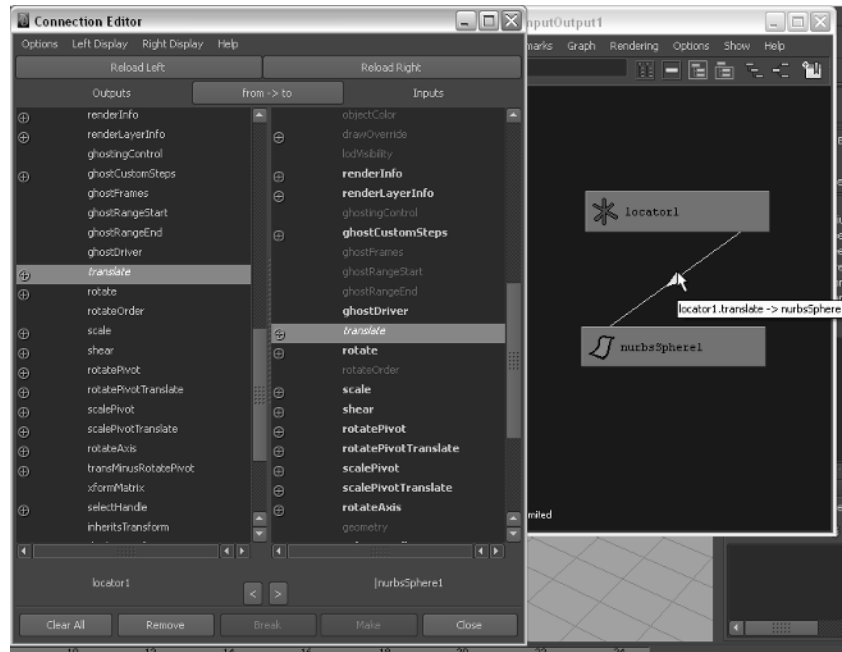 Connection Editor
Options Left Display Right Display Help
Reload Left Reload Right
Outputs from -> to Inputs
renderInfo
renderLayerInfo
ghostingControl
ghostCustomSteps
ghostFrames
ghostRangeStart
ghostRangeEnd
ghostDriver
translate
rotate
rotateOrder
scale
shear
rotatePivot
rotatePivotTranslate
scalePivot
scalePivotTranslate
rotateAxis
transMinusRotatePivot
xformMatrix
selectHandle
inheritsTransform
objectColor
drawOverride
lodVisibility
renderInfo
renderLayerInfo
ghostingControl
ghostCustomSteps
ghostFrames
ghostRangeStart
ghostRangeEnd
ghostDriver
translate
rotate
rotateOrder
scale
shear
rotatePivot
rotatePivotTranslate
scalePivot
scalePivotTranslate
rotateAxis
geometry
locator1 < > |nurbsSphere1
Clear All Remove Break Make Close
nputOutput1
marks Graph Rendering Options Show Help
locator1
locator1.translate -> nurbsSphere
nurbsSphere1
mited